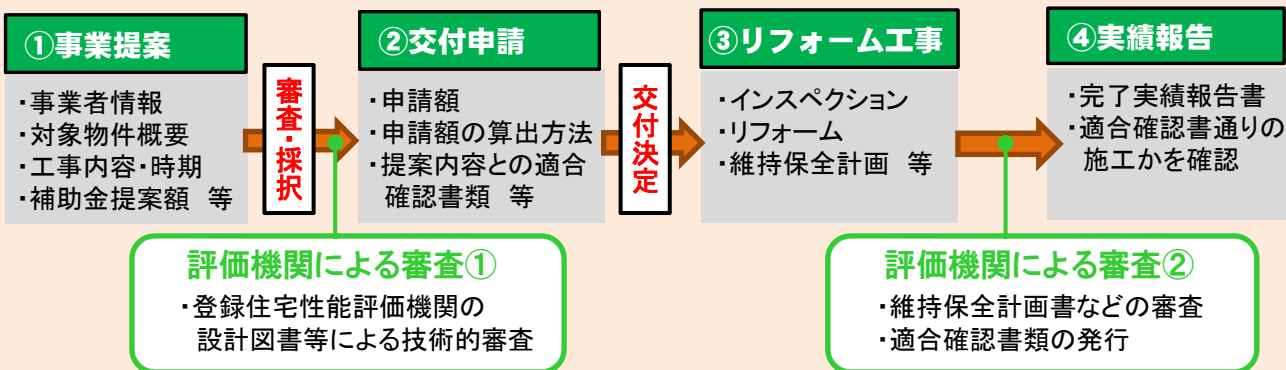 ①事業提案
・事業者情報
・対象物件概要
・工事内容・時期
・補助金提案額 等
審査・採択
②交付申請
・申請額
・申請額の算出方法
・提案内容との適合
確認書類 等
交付決定
③リフォーム工事
・インスペクション
・リフォーム
・維持保全計画 等
④実績報告
・完了実績報告書
・適合確認書通りの
施工かを確認
評価機関による審査①
・登録住宅性能評価機関の
設計図書等による技術的審査
評価機関による審査②
・維持保全計画書などの審査
・適合確認書類の発行